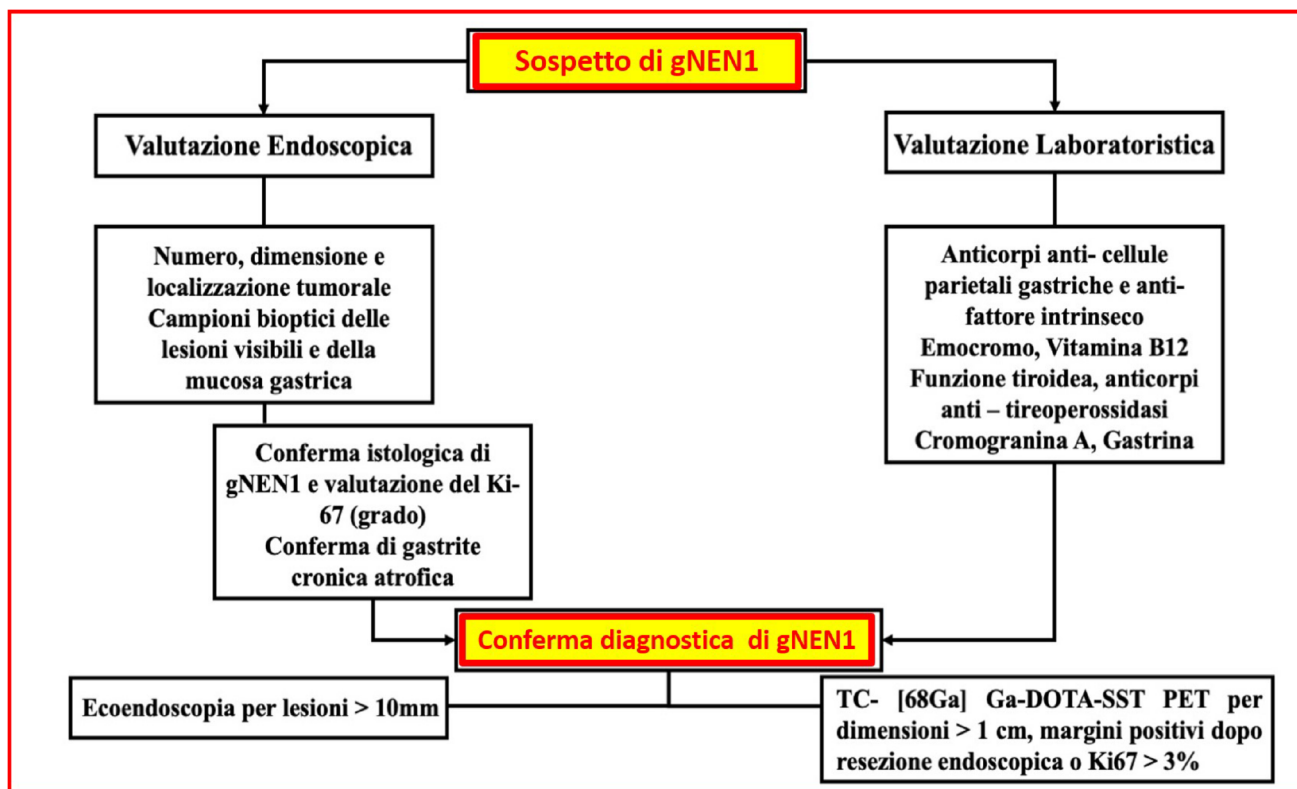 Sospetto di gNEN1
Valutazione Endoscopica
Numero, dimensione e
localizzazione tumorale
Campioni bioptici delle
lesioni visibili e della
mucosa gastrica
Conferma istologica di
gNEN1 e valutazione del Ki-
67 (grado)
Conferma di gastrite
cronica atrofica
Valutazione Laboratoristica
Anticorpi anti- cellule
parietali gastriche e anti-
fattore intrinseco
Emocromo, Vitamina B12
Funzione tiroidea, anticorpi
anti – tireoperossidasi
Cromogranina A, Gastrina
Conferma diagnostica di gNEN1
Ecoendoscopia per lesioni > 10mm
TC- [68Ga] Ga-DOTA-SST PET per
dimensioni > 1 cm, margini positivi dopo
resezione endoscopica o Ki67 > 3%